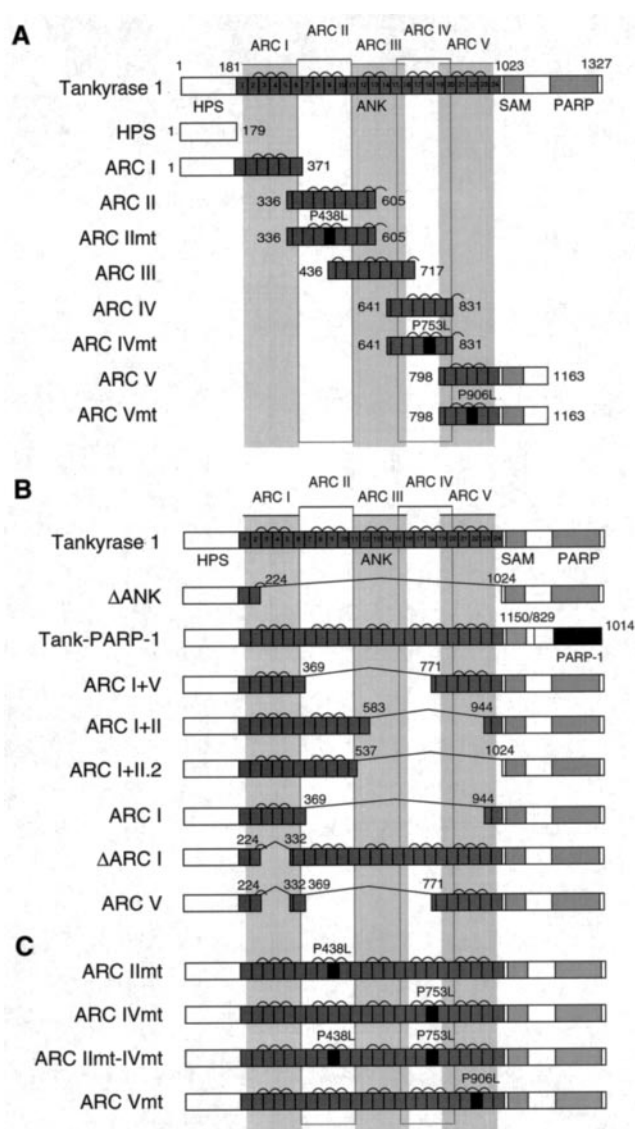 A
ARC I
ARC II
ARC III
ARC IV
ARC V
1
181
1023
1327
Tankyrase 1
HPS
ANK
SAM
PARP
HPS 1 179
ARC I 1 371
ARC II 336 605
P438L
ARC IImt 336 605
ARC III 436 717
ARC IV 641 831
P753L
ARC IVmt 641 831
ARC V 798 1163
P906L
ARC Vmt 798 1163
B
ARC I
ARC II
ARC III
ARC IV
ARC V
Tankyrase 1
HPS
ANK
SAM
PARP
ΔANK 224 1024
1150/829
1014
Tank-PARP-1
PARP-1
ARC I+V 369 771
ARC I+II 583 944
ARC I+II.2 537 1024
ARC I 369 944
ΔARC I 224 332
ARC V 224 332 369 771
C
P438L
ARC IImt
P753L
ARC IVmt
P438L P753L
ARC IImt-IVmt
P906L
ARC Vmt